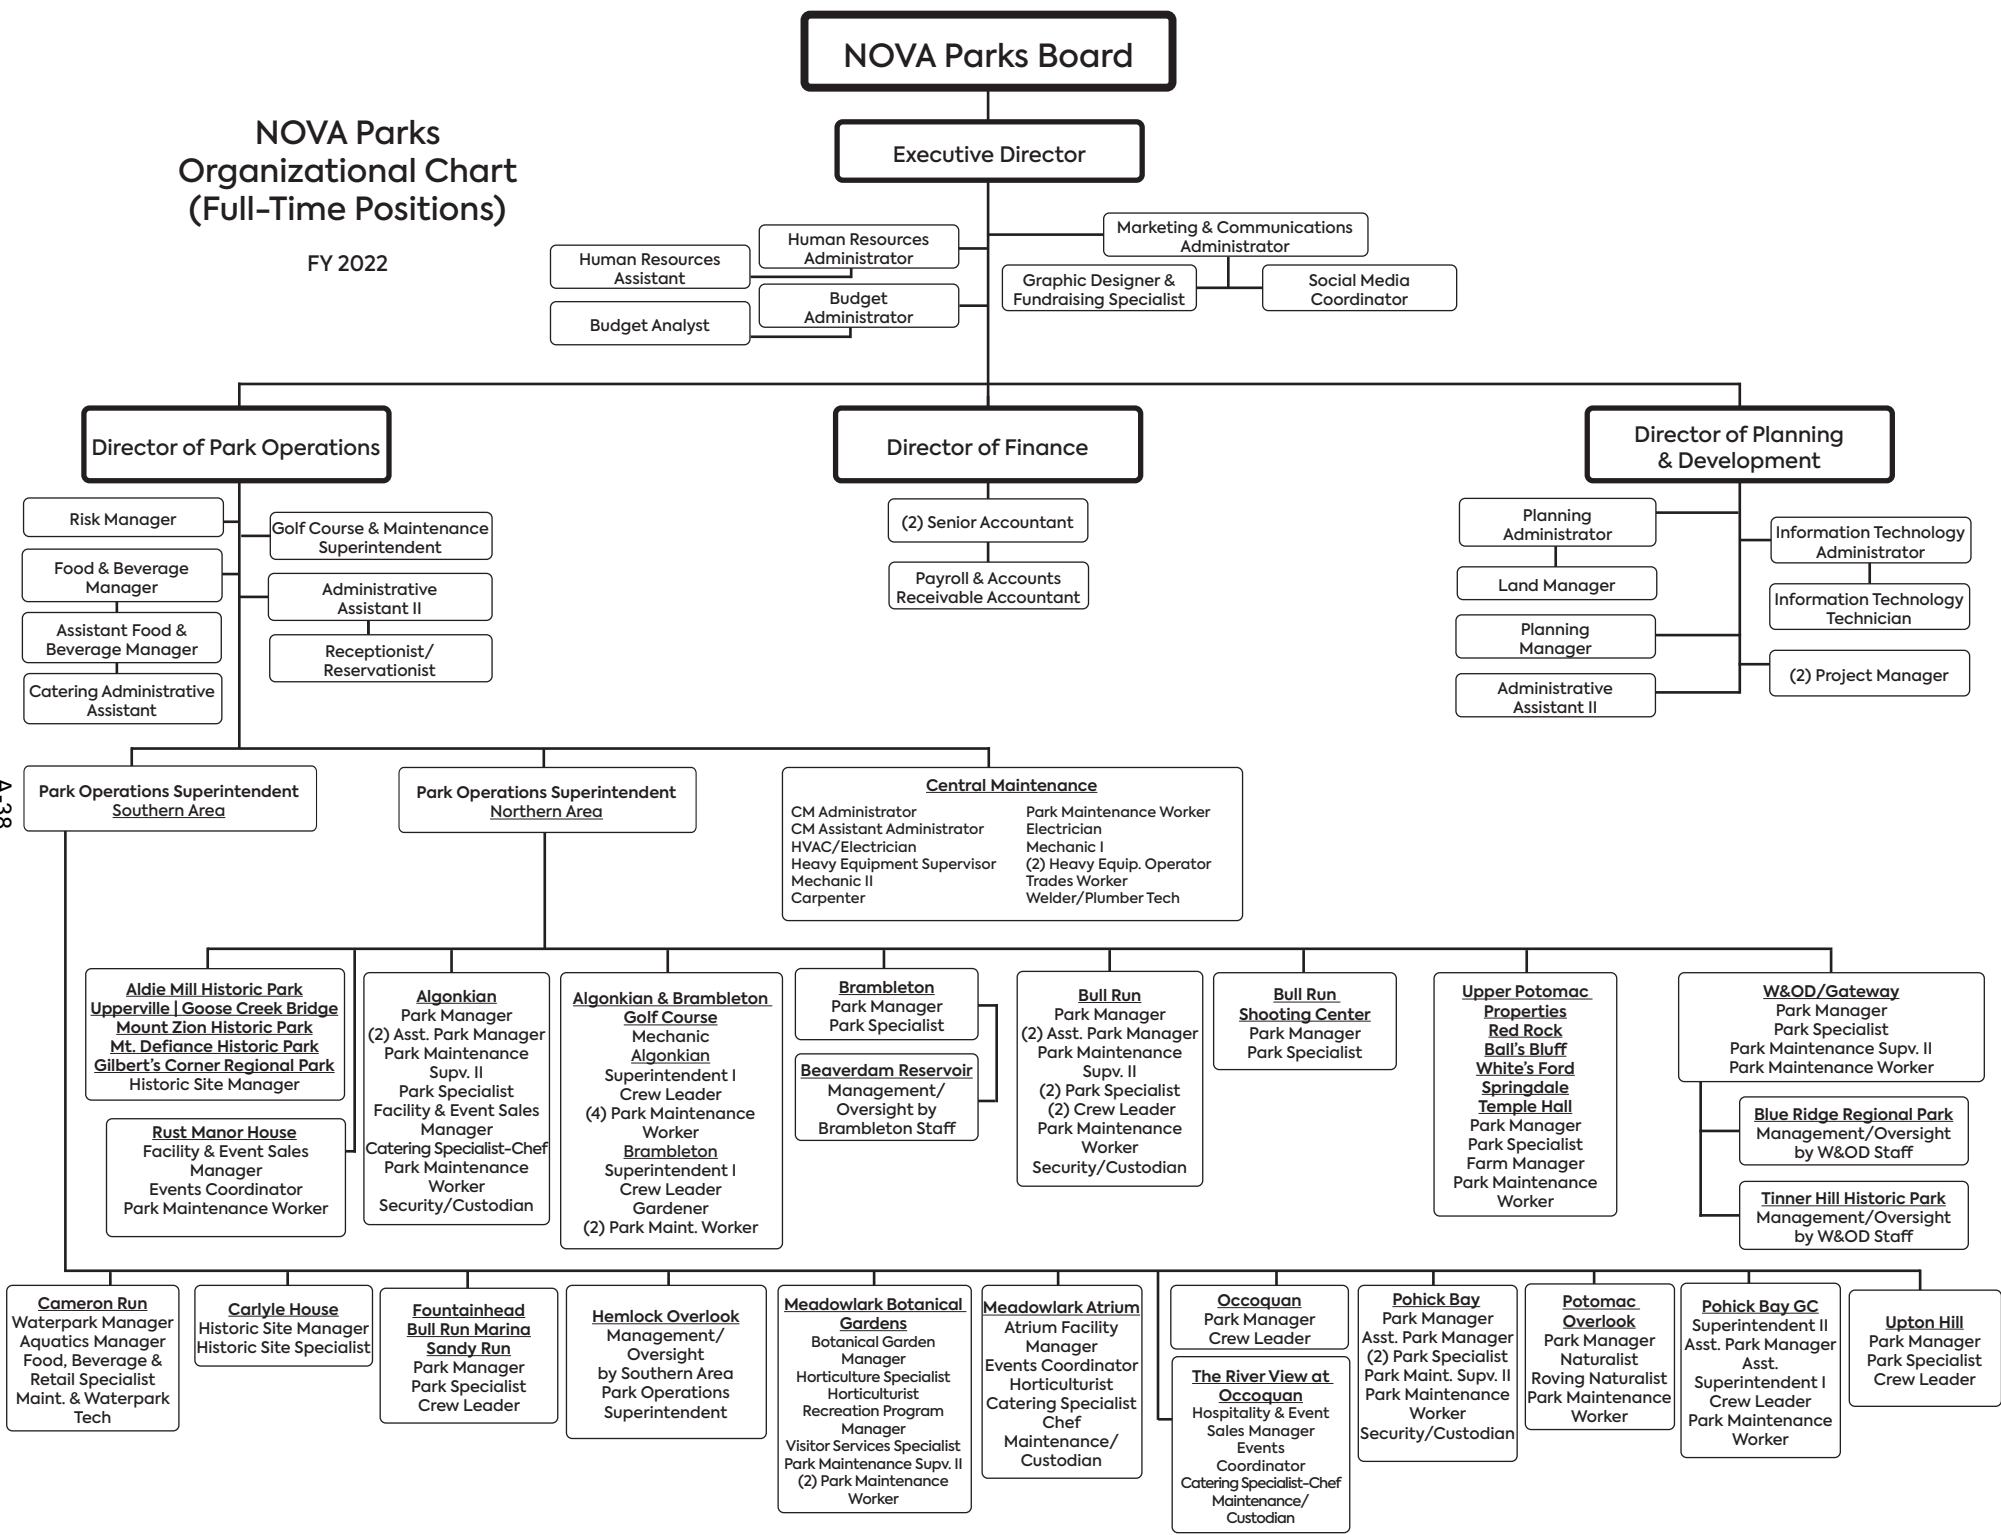 NOVA Parks Board
NOVA Parks
Organizational Chart
(Full-Time Positions)
FY 2022
Executive Director
Human Resources
Administrator
Human Resources
Assistant
Budget
Administrator
Budget Analyst
Marketing & Communications
Administrator
Graphic Designer &
Fundraising Specialist
Social Media
Coordinator
Director of Park Operations
Director of Finance
Director of Planning
& Development
Risk Manager
Food & Beverage
Manager
Assistant Food &
Beverage Manager
Catering Administrative
Assistant
Golf Course & Maintenance
Superintendent
Administrative
Assistant II
Receptionist/
Reservationist
(2) Senior Accountant
Payroll & Accounts
Receivable Accountant
Planning
Administrator
Land Manager
Planning
Manager
Administrative
Assistant II
Information Technology
Administrator
Information Technology
Technician
(2) Project Manager
A-38
Park Operations Superintendent
Southern Area
Park Operations Superintendent
Northern Area
Central Maintenance
CM Administrator
CM Assistant Administrator
HVAC/Electrician
Heavy Equipment Supervisor
Mechanic II
Carpenter
Park Maintenance Worker
Electrician
Mechanic I
(2) Heavy Equip. Operator
Trades Worker
Welder/Plumber Tech
Aldie Mill Historic Park
Upperville | Goose Creek Bridge
Mount Zion Historic Park
Mt. Defiance Historic Park
Gilbert's Corner Regional Park
Historic Site Manager
Rust Manor House
Facility & Event Sales
Manager
Events Coordinator
Park Maintenance Worker
Algonkian
Park Manager
(2) Asst. Park Manager
Park Maintenance
Supv. II
Park Specialist
Facility & Event Sales
Manager
Catering Specialist-Chef
Park Maintenance
Worker
Security/Custodian
Algonkian & Brambleton
Golf Course
Mechanic
Algonkian
Superintendent I
Crew Leader
(4) Park Maintenance
Worker
Brambleton
Superintendent I
Crew Leader
Gardener
(2) Park Maint. Worker
Brambleton
Park Manager
Park Specialist
Beaverdam Reservoir
Management/
Oversight by
Brambleton Staff
Bull Run
Park Manager
(2) Asst. Park Manager
Park Maintenance
Supv. II
(2) Park Specialist
(2) Crew Leader
Park Maintenance
Worker
Security/Custodian
Bull Run
Shooting Center
Park Manager
Park Specialist
Upper Potomac
Properties
Red Rock
Ball's Bluff
White's Ford
Springdale
Temple Hall
Park Manager
Park Specialist
Farm Manager
Park Maintenance
Worker
W&OD/Gateway
Park Manager
Park Specialist
Park Maintenance Supv. II
Park Maintenance Worker
Blue Ridge Regional Park
Management/Oversight
by W&OD Staff
Tinner Hill Historic Park
Management/Oversight
by W&OD Staff
Cameron Run
Waterpark Manager
Aquatics Manager
Food, Beverage &
Retail Specialist
Maint. & Waterpark
Tech
Carlyle House
Historic Site Manager
Historic Site Specialist
Fountainhead
Bull Run Marina
Sandy Run
Park Manager
Park Specialist
Crew Leader
Hemlock Overlook
Management/
Oversight
by Southern Area
Park Operations
Superintendent
Meadowlark Botanical
Gardens
Botanical Garden
Manager
Horticulture Specialist
Horticulturist
Recreation Program
Manager
Visitor Services Specialist
Park Maintenance Supv. II
(2) Park Maintenance
Worker
Meadowlark Atrium
Atrium Facility
Manager
Events Coordinator
Horticulturist
Catering Specialist
Chef
Maintenance/
Custodian
Occoquan
Park Manager
Crew Leader
The River View at
Occoquan
Hospitality & Event
Sales Manager
Events
Coordinator
Catering Specialist-Chef
Maintenance/
Custodian
Pohick Bay
Park Manager
Asst. Park Manager
(2) Park Specialist
Park Maint. Supv. II
Park Maintenance
Worker
Security/Custodian
Potomac
Overlook
Park Manager
Naturalist
Roving Naturalist
Park Maintenance
Worker
Pohick Bay GC
Superintendent II
Asst. Park Manager
Asst.
Superintendent I
Crew Leader
Park Maintenance
Worker
Upton Hill
Park Manager
Park Specialist
Crew Leader